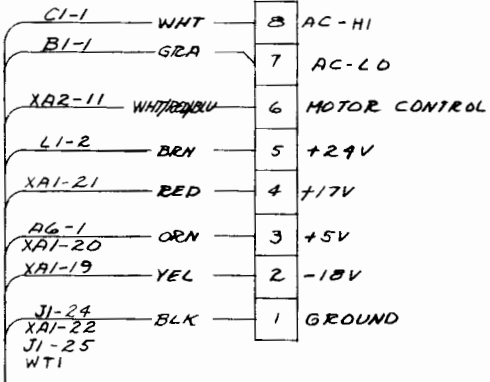 C1-1 WHT 8 AC-HI
B1-1 GRA 7 AC-LO
XA2-11 6 MOTOR CONTROL
L1-2 BRN 5 +24V
XA1-21 RED 4 +17V
A6-1 ORN 3 +5V
XA1-20
XA1-19 YEL 2 -18V
J1-24 BLK 1 GROUND
XA1-22
J1-25
WT1